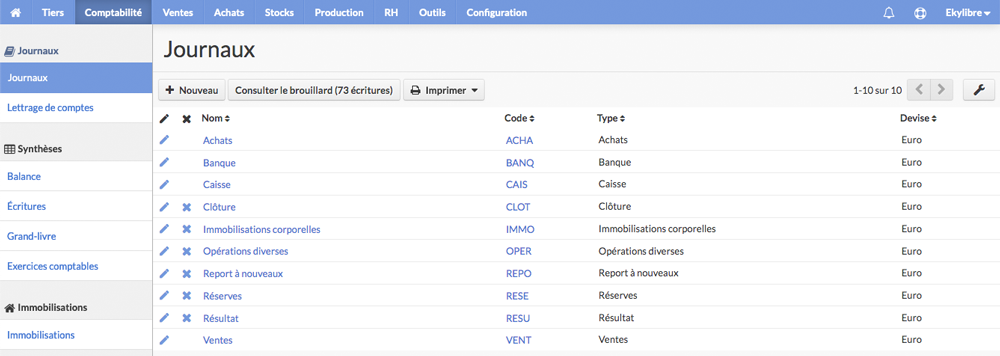 Tiers Comptabilité Ventes Achats Stocks Production RH Outils Configuration Ekylibre
Journaux
Journaux
Lettrage de comptes
Synthèses
Balance
Écritures
Grand-livre
Exercices comptables
Immobilisations
Immobilisations
Journaux
Nouveau Consulter le brouillard (73 écritures) Imprimer 1-10 sur 10
Nom Code Type Devise
Achats ACHA Achats Euro
Banque BANQ Banque Euro
Caisse CAIS Caisse Euro
Clôture CLOT Clôture Euro
Immobilisations corporelles IMMO Immobilisations corporelles Euro
Opérations diverses OPER Opérations diverses Euro
Report à nouveaux REPO Report à nouveaux Euro
Réserves RESE Réserves Euro
Résultat RESU Résultat Euro
Ventes VENT Ventes Euro